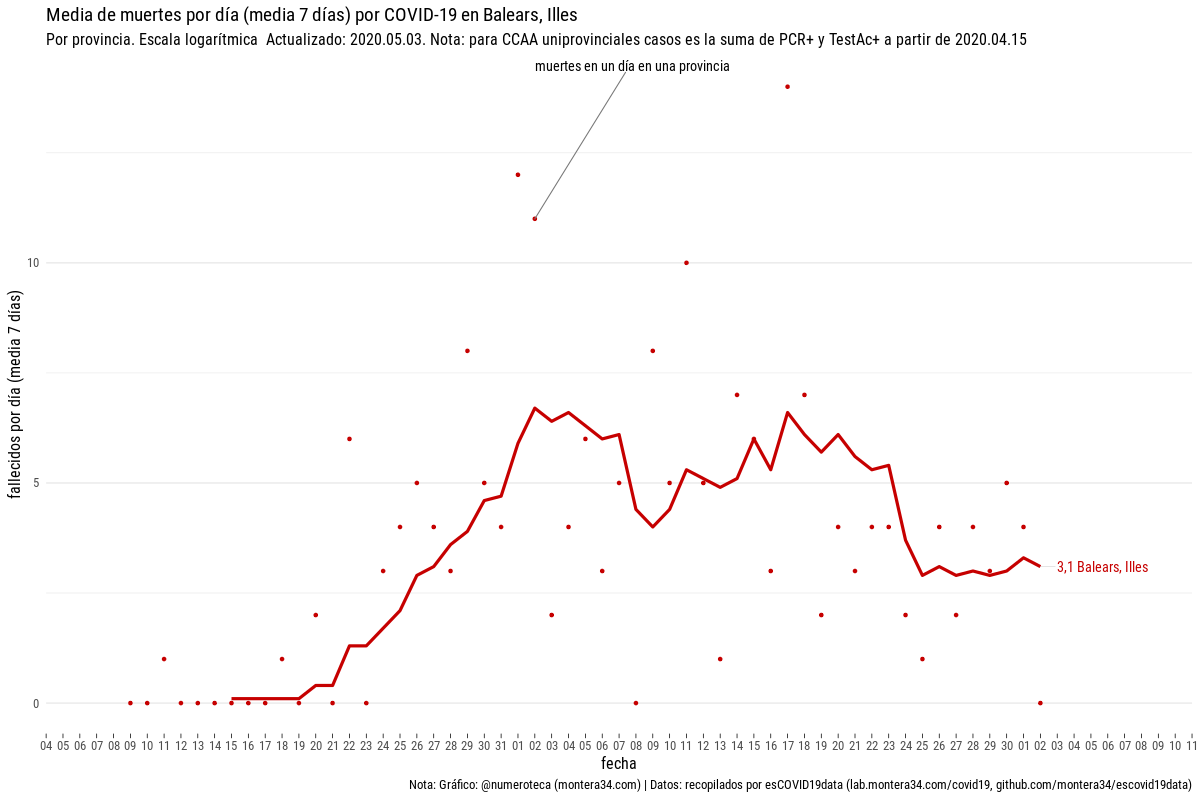 Media de muertes por día (media 7 días) por COVID-19 en Balears, Illes
Por provincia. Escala logarítmica  Actualizado: 2020.05.03. Nota: para CCAA uniprovinciales casos es la suma de PCR+ y TestAc+ a partir de 2020.04.15
muertes en un día en una provincia
fallecidos por día (media 7 días)
10
5
0
3,1 Balears, Illes
04 05 06 07 08 09 10 11 12 13 14 15 16 17 18 19 20 21 22 23 24 25 26 27 28 29 30 31 01 02 03 04 05 06 07 08 09 10 11 12 13 14 15 16 17 18 19 20 21 22 23 24 25 26 27 28 29 30 01 02 03 04 05 06 07 08 09 10 11
fecha
Nota: Gráfico: @numeroteca (montera34.com) | Datos: recopilados por esCOVID19data (lab.montera34.com/covid19, github.com/montera34/escovid19data)